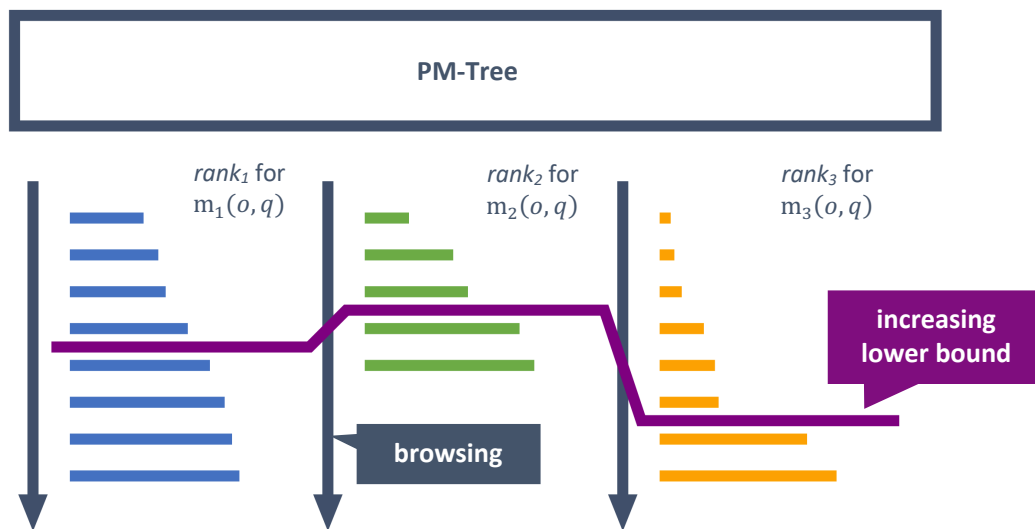 PM-Tree
rank₁ for
m₁(o, q)
rank₂ for
m₂(o, q)
rank₃ for
m₃(o, q)
increasing
lower bound
browsing